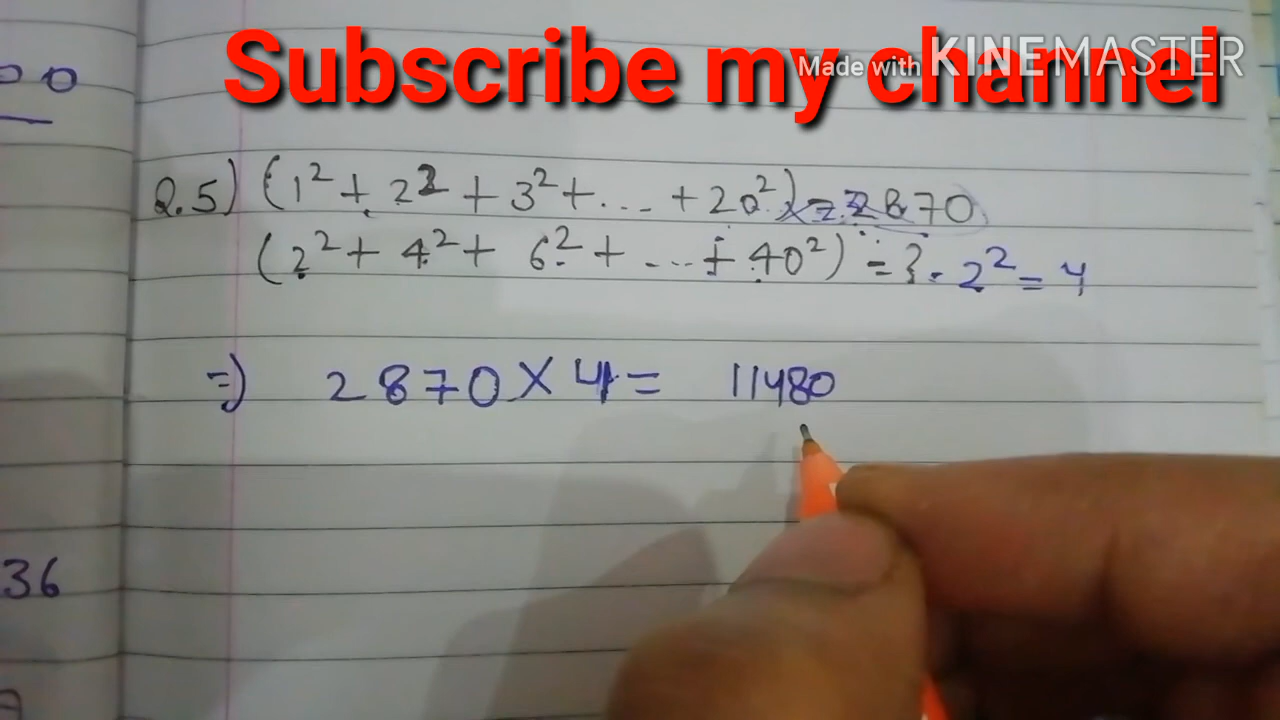 Subscribe my channel
Made with KINEMASTER
00
Q.5) (1² + 2² + 3² + ... + 20²) = 2870
(2² + 4² + 6² + ... + 40²) = ? · 2² = 4
=) 2870 × 4 = 11480
36